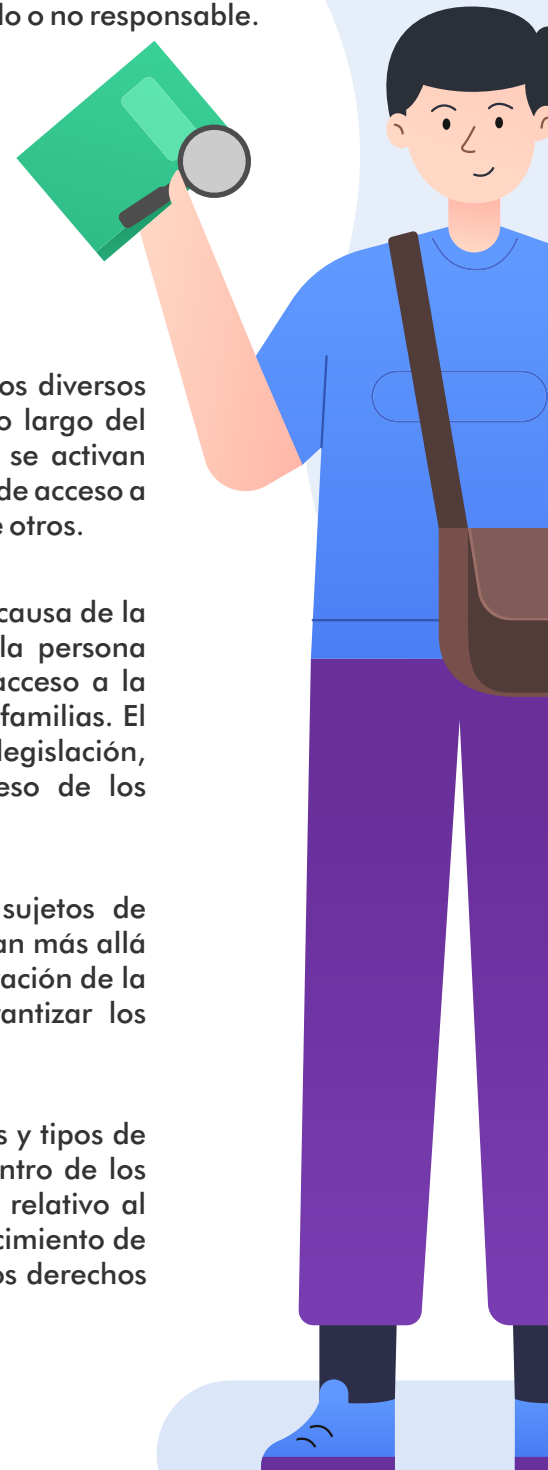 do o no responsable.
os diversos
o largo del
se activan
de acceso a
e otros.
causa de la
la persona
acceso a la
familias. El
legislación,
eso de los
sujetos de
an más allá
ación de la
antizar los
s y tipos de
ntro de los
relativo al
cimiento de
os derechos